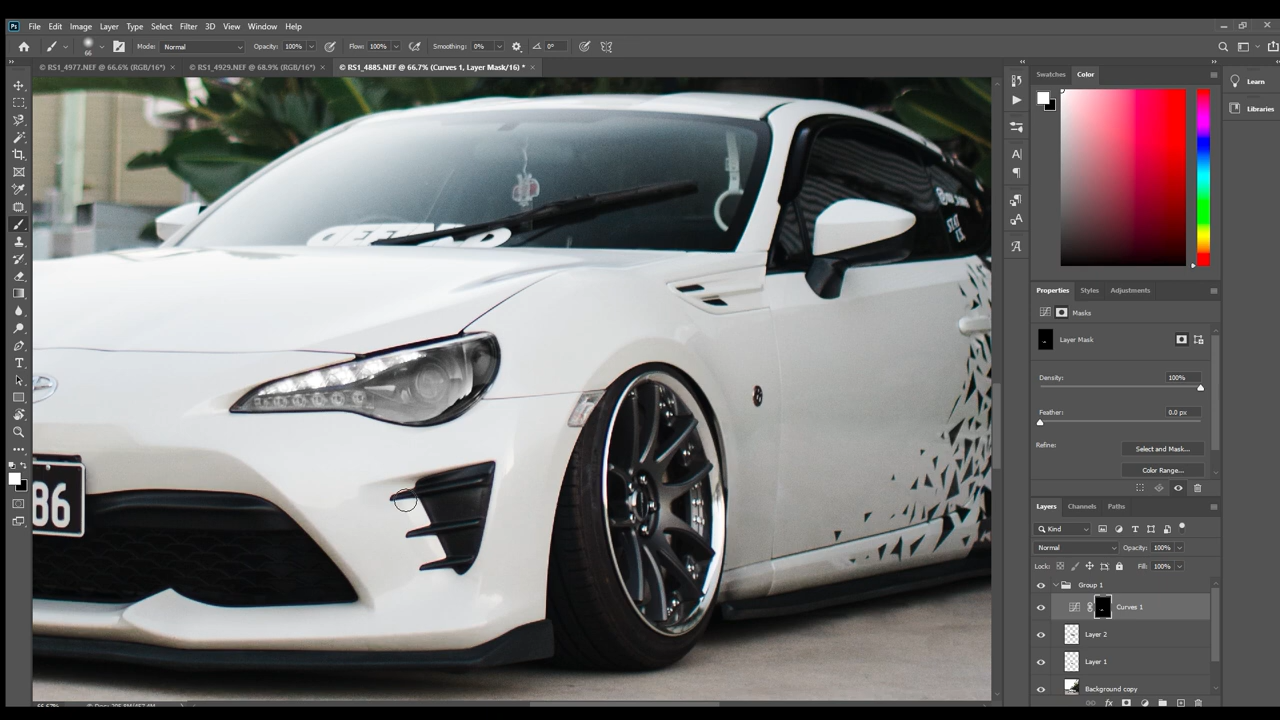 File Edit Image Layer Type Select Filter 3D View Window Help
66 Mode: Normal Opacity: 100% Flow: 100% Smoothing: 0% 0°
© RS1_4977.NEF @ 66.6% (RGB/16*) × © RS1_4929.NEF @ 68.9% (RGB/16*) × © RS1_4885.NEF @ 66.7% (Curves 1, Layer Mask/16) * ×
Swatches Color
Learn
Libraries
86
Properties Styles Adjustments
Masks
Layer Mask
Density: 100%
Feather: 0.0 px
Refine: Select and Mask...
Color Range...
Layers Channels Paths
Kind
Normal Opacity: 100%
Lock: Fill: 100%
Group 1
Curves 1
Layer 2
Layer 1
Background copy
66.67%